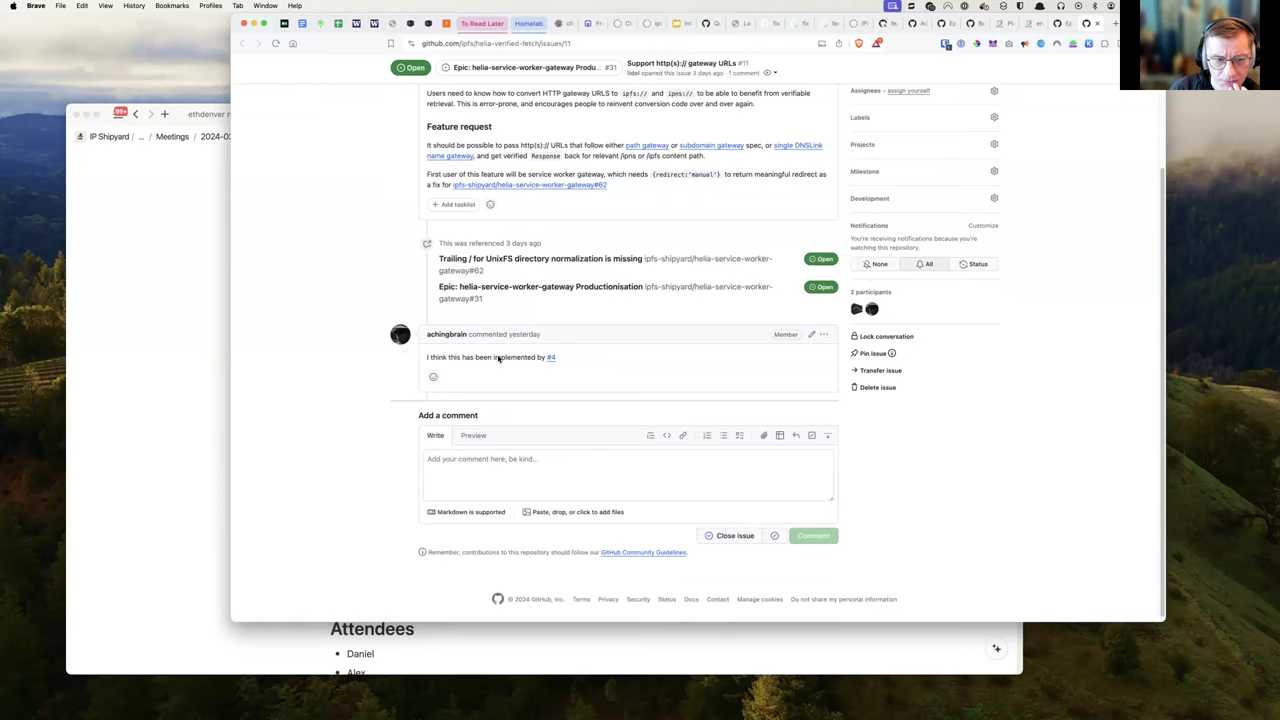 Brave File Edit View History Bookmarks Profiles Tab Window Help
To Read Later Homelab
github.com/ipfs/helia-verified-fetch/issues/11
Open Epic: helia-service-worker-gateway Produ... #31
Support http(s):// gateway URLs #11
lidel opened this issue 3 days ago · 1 comment
Users need to know how to convert HTTP gateway URLS to ipfs:// and ipns:// to be able to benefit from verifiable
retrieval. This is error-prone, and encourages people to reinvent conversion code over and over again.
Feature request
It should be possible to pass http(s):// URLs that follow either path gateway or subdomain gateway spec, or single DNSLink
name gateway, and get verified Response back for relevant /ipns or /ipfs content path.
First user of this feature will be service worker gateway, which needs {redirect:'manual'} to return meaningful redirect as
a fix for ipfs-shipyard/helia-service-worker-gateway#62
Add tasklist
This was referenced 3 days ago
Trailing / for UnixFS directory normalization is missing ipfs-shipyard/helia-service-worker-
gateway#62
Open
Epic: helia-service-worker-gateway Productionisation ipfs-shipyard/helia-service-worker-
gateway#31
Open
achingbrain commented yesterday
Member
I think this has been implemented by #4
Add a comment
Write Preview
Add your comment here, be kind...
Markdown is supported
Paste, drop, or click to add files
Close issue
Comment
Remember, contributions to this repository should follow our GitHub Community Guidelines.
© 2024 GitHub, Inc. Terms Privacy Security Status Docs Contact Manage cookies Do not share my personal information
Assignees – assign yourself
Labels
Projects
Milestone
Development
Notifications
Customize
You're receiving notifications because you're
watching this repository.
None All Status
2 participants
Lock conversation
Pin issue
Transfer issue
Delete issue
99+
ethdenver
IP Shipyard / ... / Meetings /
Attendees
Daniel
Alex